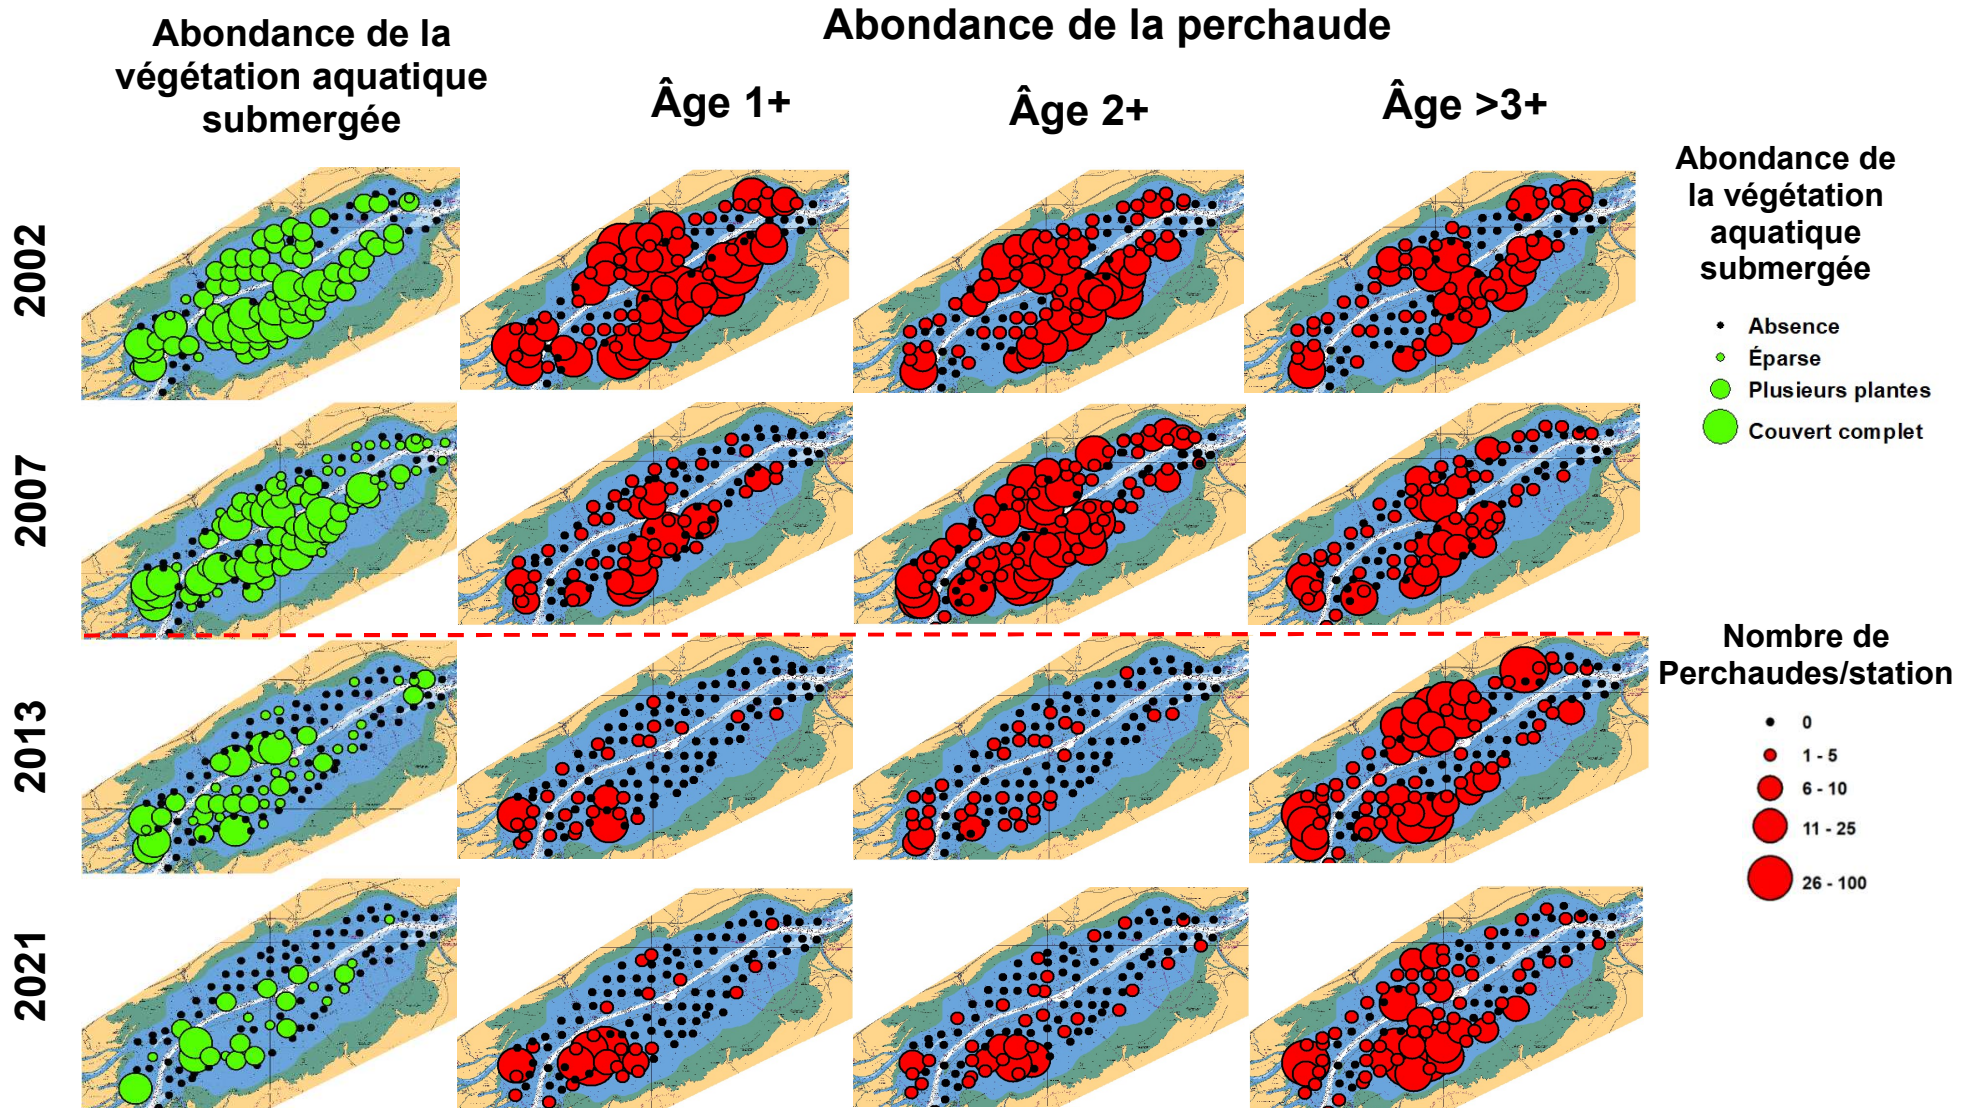 Abondance de la
végétation aquatique
submergée
Abondance de la perchaude
Âge 1+
Âge 2+
Âge >3+
2002
2007
2013
2021
Abondance de
la végétation
aquatique
submergée
Absence
Éparse
Plusieurs plantes
Couvert complet
Nombre de
Perchaudes/station
0
1 - 5
6 - 10
11 - 25
26 - 100